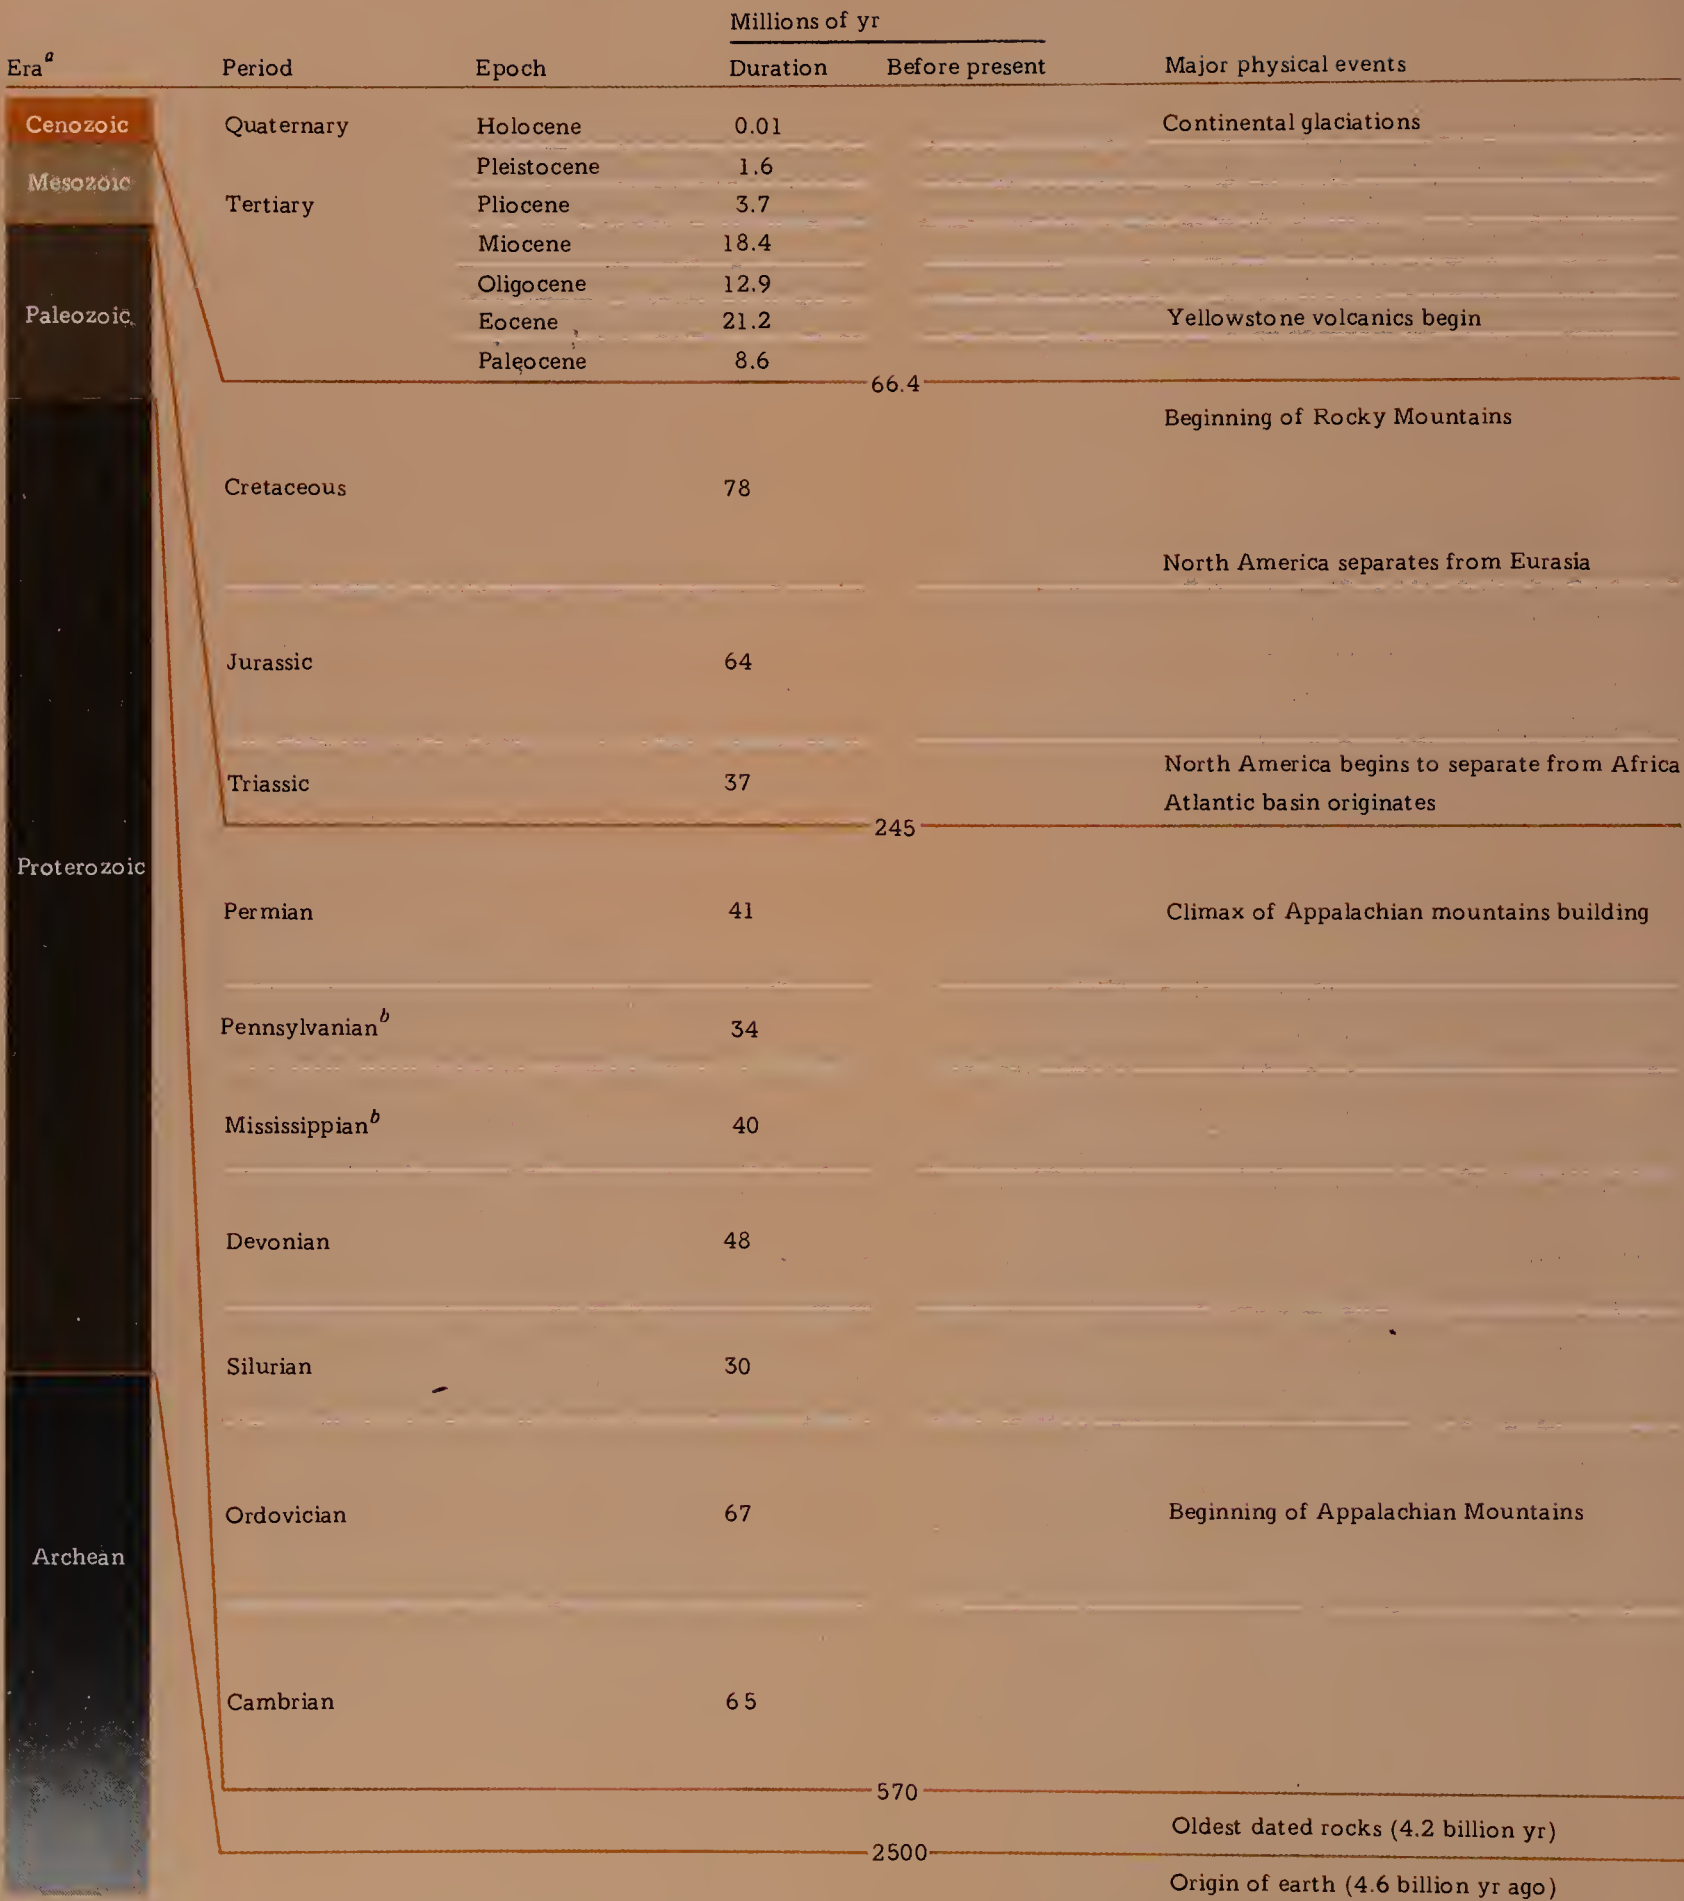 Millions of yr
Era^a Period Epoch Duration Before present Major physical events
Cenozoic Quaternary Holocene 0.01 Continental glaciations
Pleistocene 1.6
Mesozoic
Tertiary Pliocene 3.7
Miocene 18.4
Oligocene 12.9
Paleozoic Eocene 21.2 Yellowstone volcanics begin
Paleocene 8.6
66.4
Beginning of Rocky Mountains
Cretaceous 78
North America separates from Eurasia
Jurassic 64
North America begins to separate from Africa
Triassic 37
Atlantic basin originates
245
Proterozoic
Permian 41 Climax of Appalachian mountains building
Pennsylvanian^b 34
Mississippian^b 40
Devonian 48
Silurian 30
Ordovician 67 Beginning of Appalachian Mountains
Archean
Cambrian 65
570
Oldest dated rocks (4.2 billion yr)
2500
Origin of earth (4.6 billion yr ago)